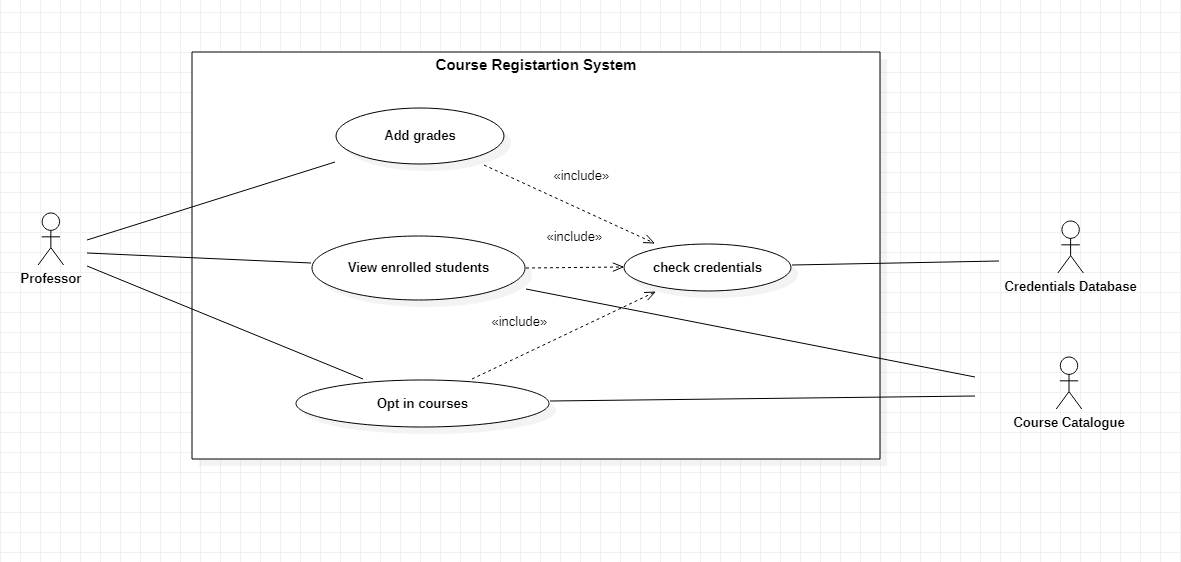 Course Registartion System
Add grades
«include»
«include»
Professor
View enrolled students
check credentials
Credentials Database
«include»
Opt in courses
Course Catalogue